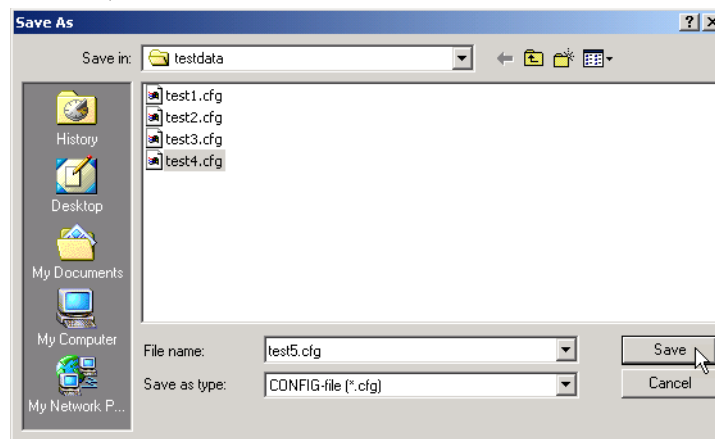 Save As
Save in: testdata
History
Desktop
My Documents
My Computer
My Network P...
test1.cfg
test2.cfg
test3.cfg
test4.cfg
File name: test5.cfg Save
Save as type: CONFIG-file (*.cfg) Cancel